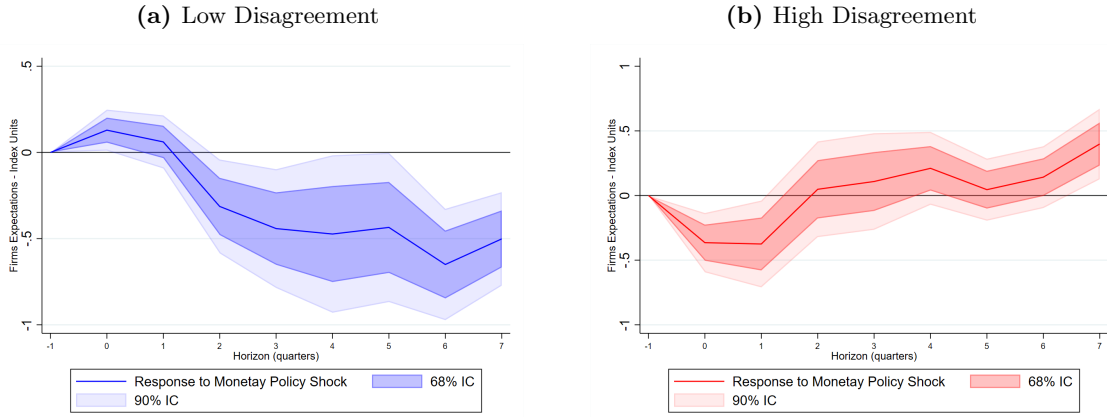 (a) Low Disagreement
Firms Expectations - Index Units
.5
0
-.5
-1
-1 0 1 2 3 4 5 6 7
Horizon (quarters)
Response to Monetay Policy Shock 68% IC
90% IC
(b) High Disagreement
Firms Expectations - Index Units
1
.5
0
-.5
-1
-1 0 1 2 3 4 5 6 7
Horizon (quarters)
Response to Monetay Policy Shock 68% IC
90% IC